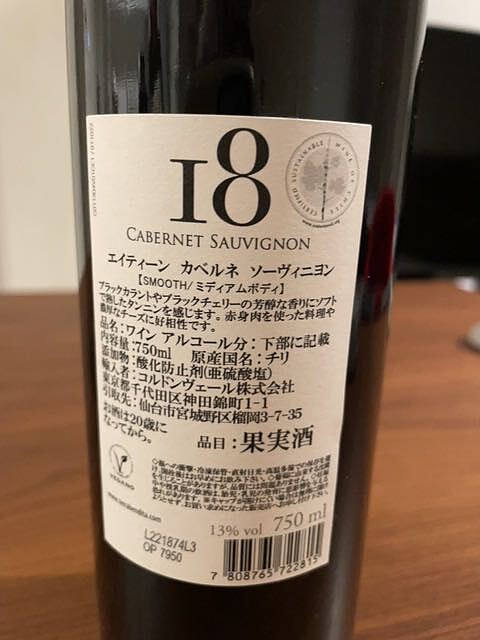 18
CERTIFIED SUSTAINABLE WINE OF CHILE
CABERNET SAUVIGNON
エイティーン カベルネ ソーヴィニヨン
【SMOOTH/ミディアムボディ】
ブラックカラントやブラックチェリーの芳醇な香りにソフト
で熟したタンニンを感じます。赤身肉を使った料理や
濃厚なチーズに好相性です。
品名:ワイン アルコール分:下部に記載
内容量:750ml 原産国名:チリ
添加物:酸化防止剤(亜硫酸塩)
輸入者:コルドンヴェール株式会社
東京都千代田区神田錦町1-1
引取先:仙台市宮城野区榴岡3-7-35
お酒は20歳に
なってから。
品目:果実酒
VEGANO
L221874L3
OP 7950
13% vol 750 ml
7 808765 722815